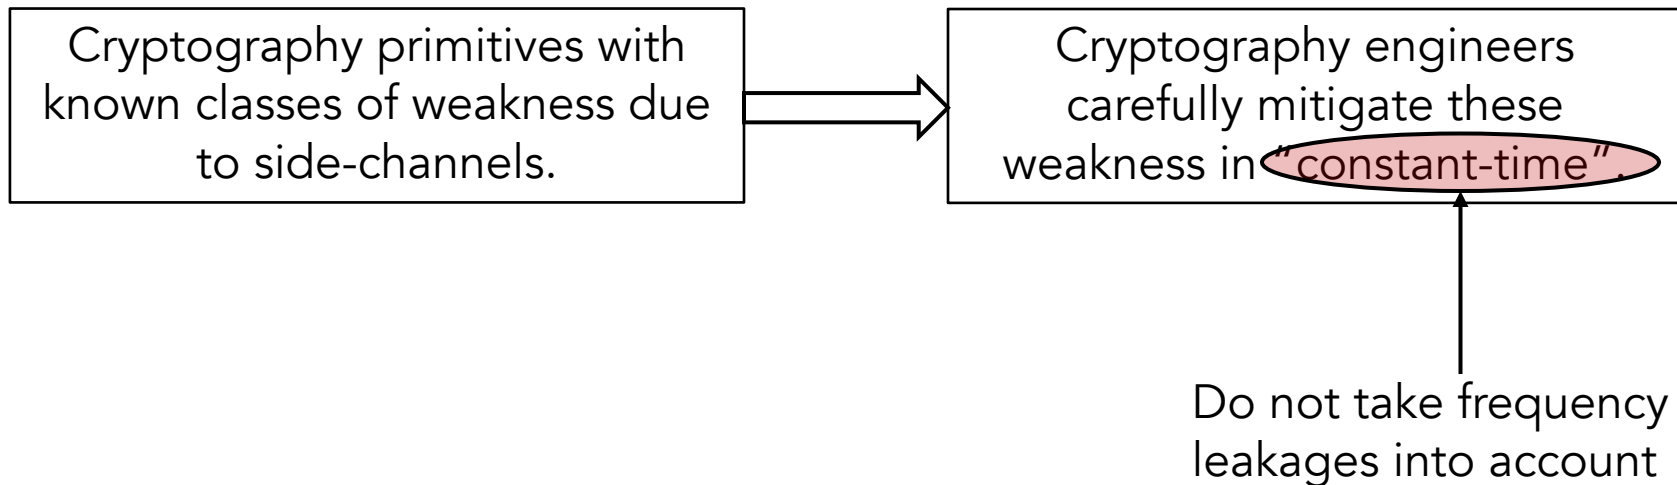 Cryptography primitives with
known classes of weakness due
to side-channels.
Cryptography engineers
carefully mitigate these
weakness in “constant-time”.
Do not take frequency
leakages into account